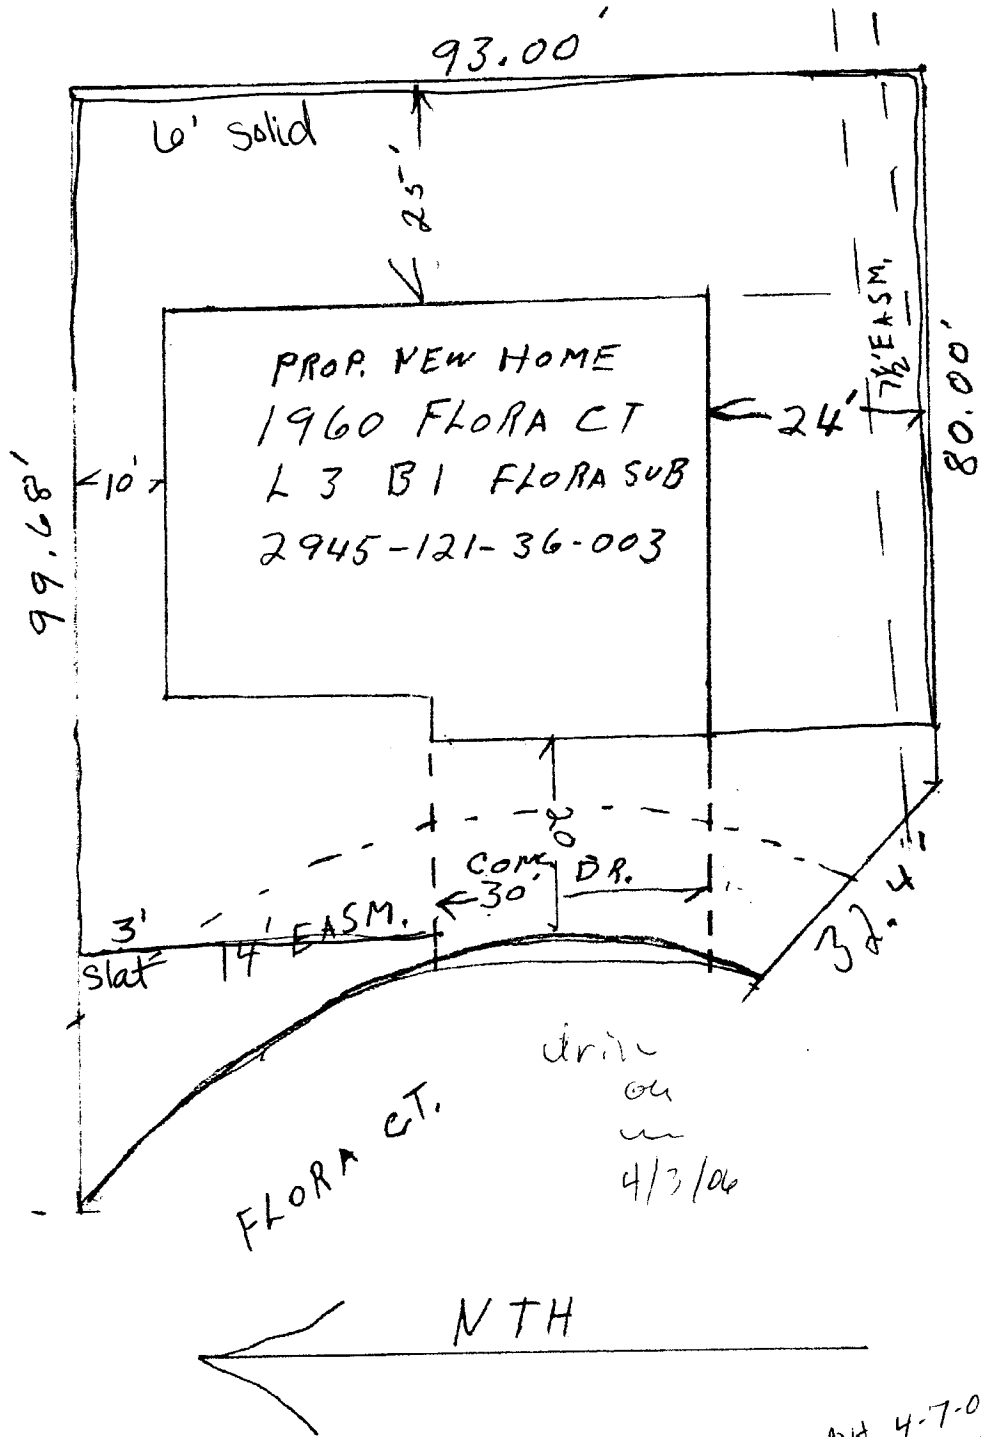 93.00'
6' solid
25'
PROP. NEW HOME
1960 FLORA CT
L 3 B1 FLORA SUB
2945-121-36-003
10'
99.68'
24'
7½' EASM.
80.00'
20'
CONC DR.
30'
3'
slat
14' EASM.
32.4'
FLORA CT.
4/3/06
NTH
4-7-0